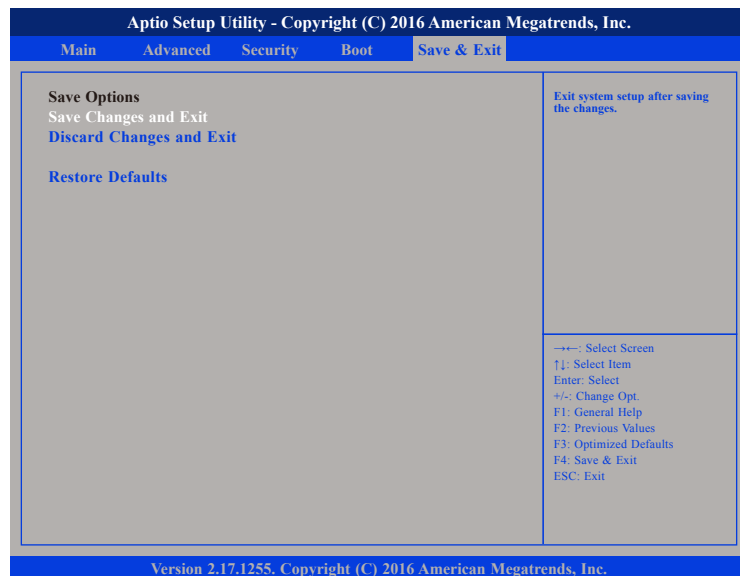 Aptio Setup Utility - Copyright (C) 2016 American Megatrends, Inc.
Main Advanced Security Boot Save & Exit
Save Options
Save Changes and Exit
Discard Changes and Exit
Restore Defaults
Exit system setup after saving
the changes.
→←: Select Screen
↑↓: Select Item
Enter: Select
+/-: Change Opt.
F1: General Help
F2: Previous Values
F3: Optimized Defaults
F4: Save & Exit
ESC: Exit
Version 2.17.1255. Copyright (C) 2016 American Megatrends, Inc.